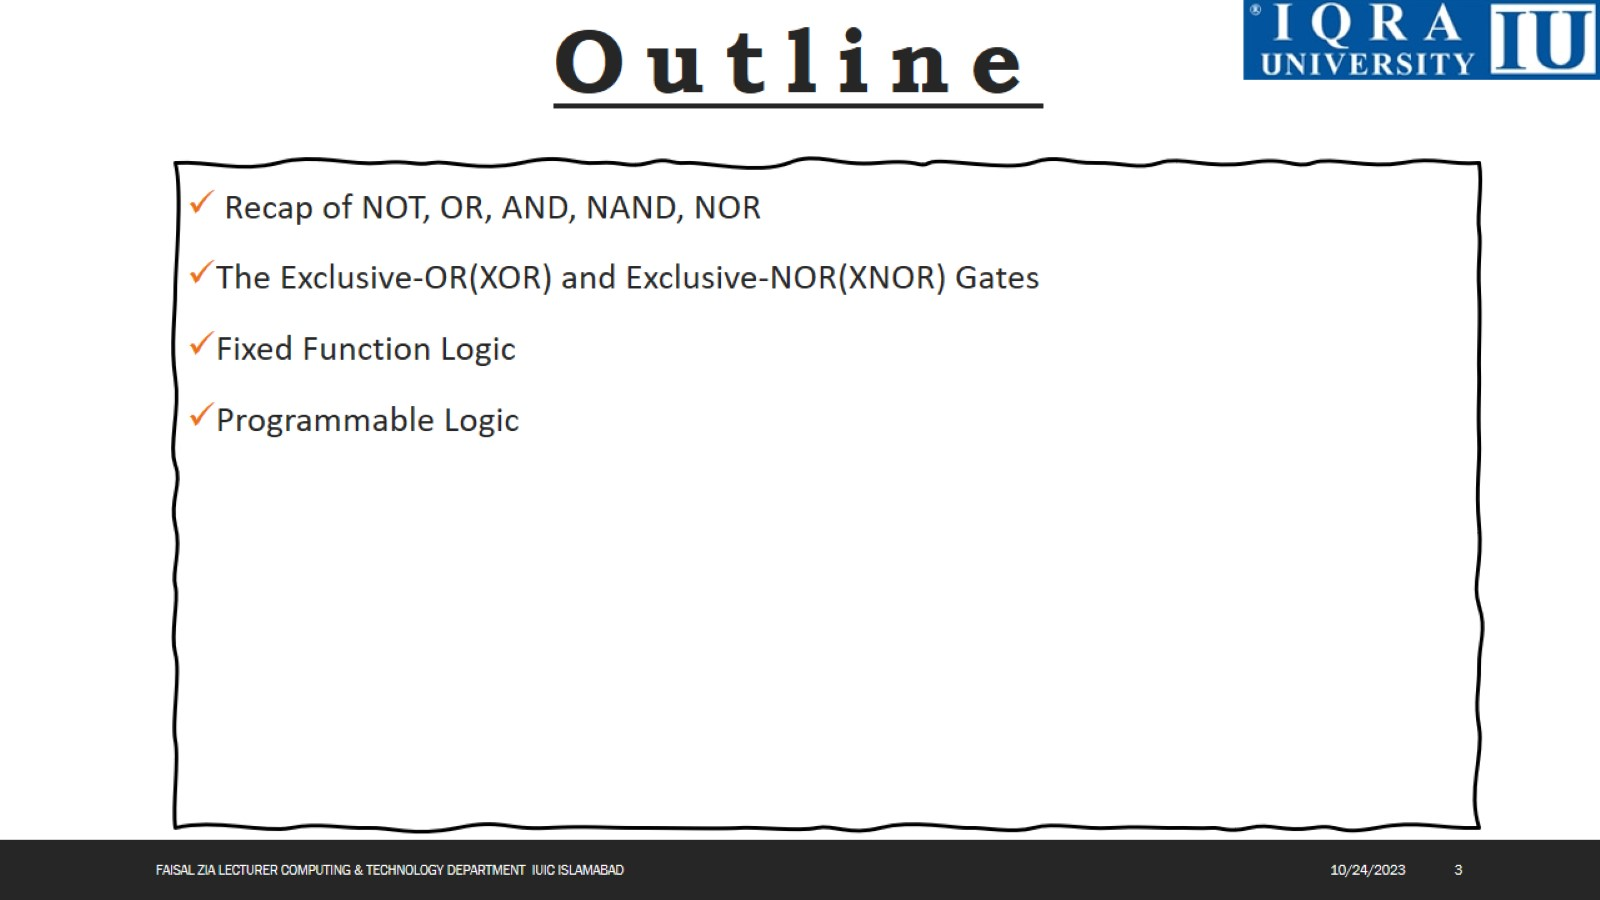 Outline
® IQRA
UNIVERSITY IU
✓ Recap of NOT, OR, AND, NAND, NOR
✓The Exclusive-OR(XOR) and Exclusive-NOR(XNOR) Gates
✓Fixed Function Logic
✓Programmable Logic
FAISAL ZIA LECTURER COMPUTING & TECHNOLOGY DEPARTMENT IUIC ISLAMABAD 10/24/2023 3